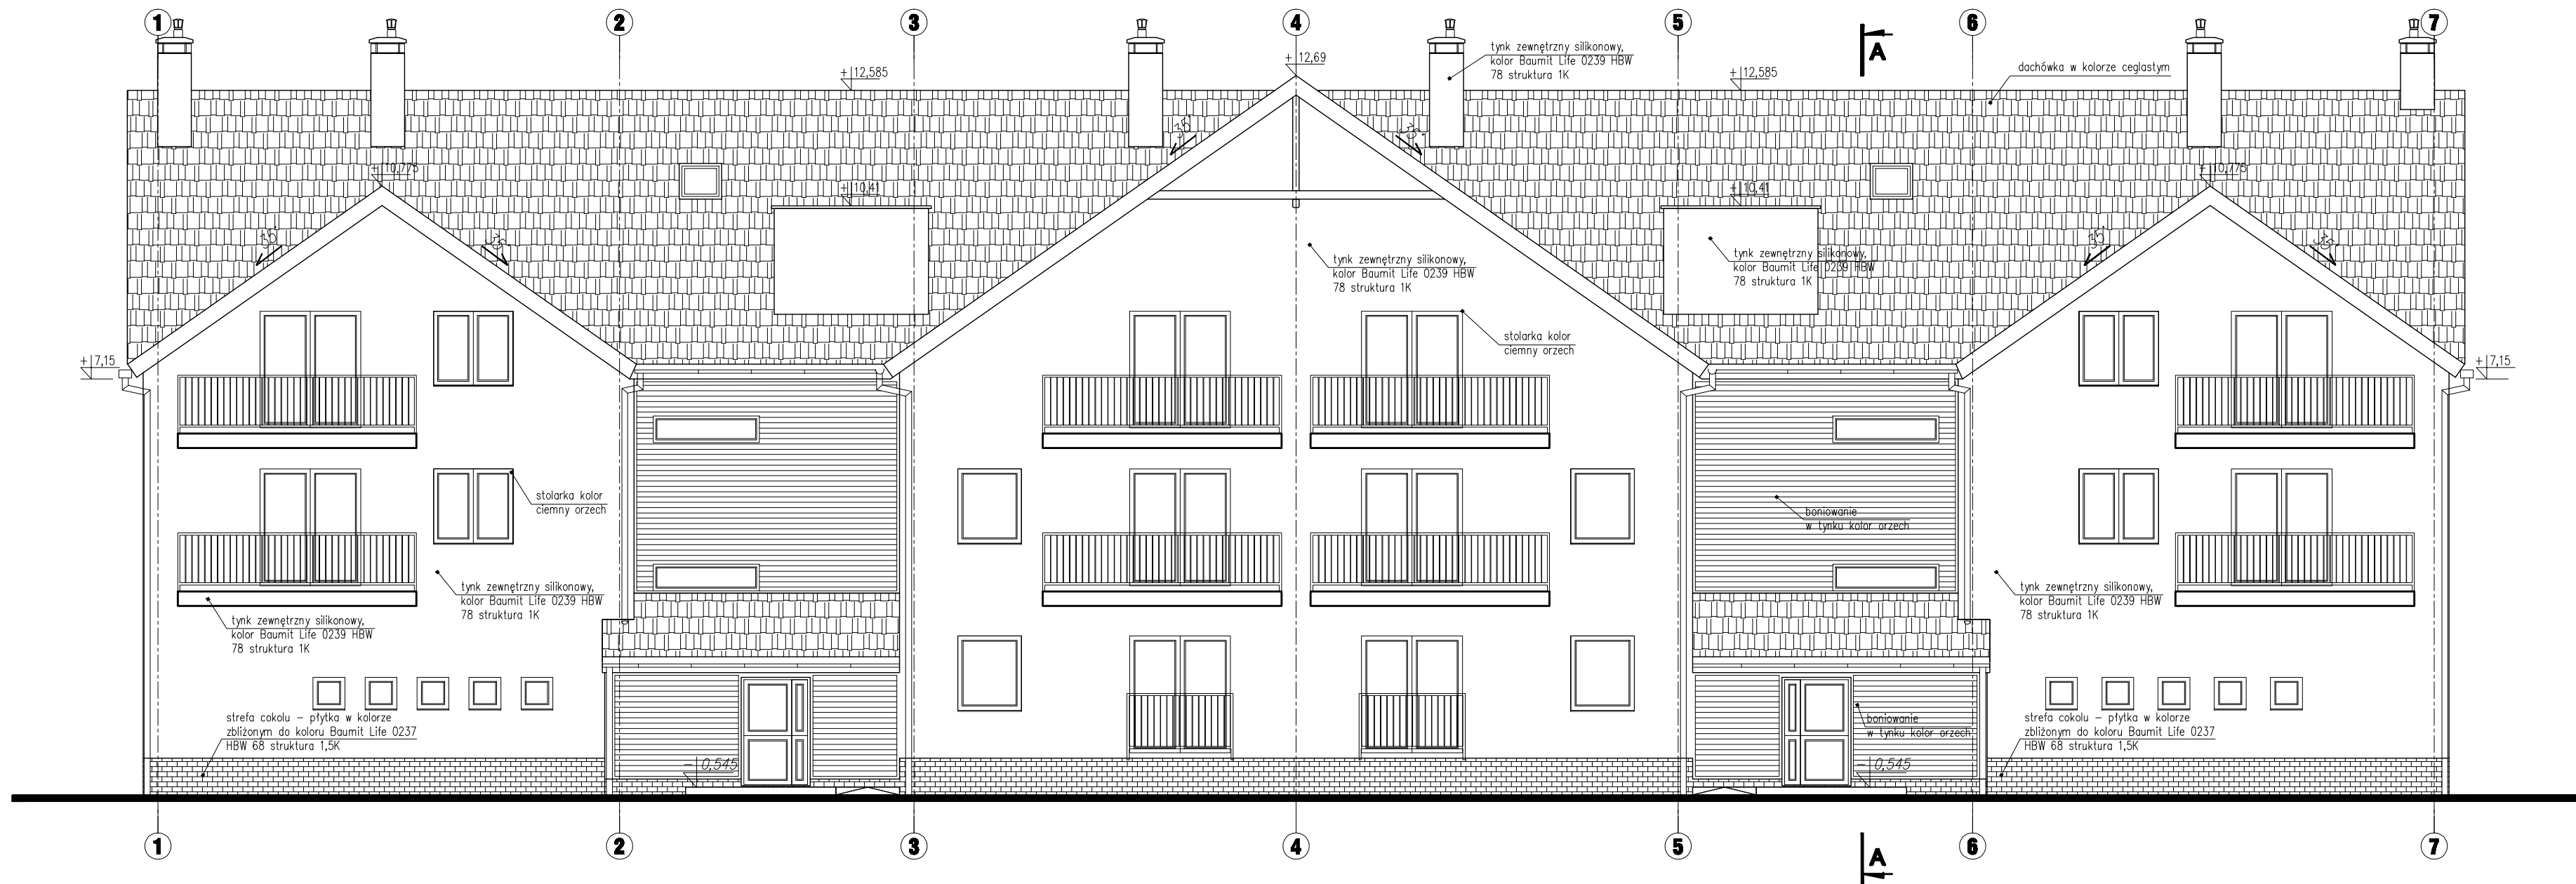 1 2 3 4 5 6 7
A
tynk zewnętrzny silikonowy,
kolor Baumit Life 0239 HBW
78 struktura 1K
+12,69
+12,585
+12,585
dachówka w kolorze ceglastym
35°
35°
+10,775
+10,775
+10,41
+10,41
35°
35°
35°
35°
tynk zewnętrzny silikonowy,
kolor Baumit Life 0239 HBW
78 struktura 1K
tynk zewnętrzny silikonowy,
kolor Baumit Life 0239 HBW
78 struktura 1K
stolarka kolor
ciemny orzech
+7,15
+7,15
stolarka kolor
ciemny orzech
boniowanie
w tynku kolor orzech
tynk zewnętrzny silikonowy,
kolor Baumit Life 0239 HBW
78 struktura 1K
tynk zewnętrzny silikonowy,
kolor Baumit Life 0239 HBW
78 struktura 1K
tynk zewnętrzny silikonowy,
kolor Baumit Life 0239 HBW
78 struktura 1K
strefa cokolu – płytka w kolorze
zbliżonym do koloru Baumit Life 0237
HBW 68 struktura 1,5K
boniowanie
w tynku kolor orzech
strefa cokolu – płytka w kolorze
zbliżonym do koloru Baumit Life 0237
HBW 68 struktura 1,5K
- 0,545
- 0,545
1 2 3 4 5 6 7
A